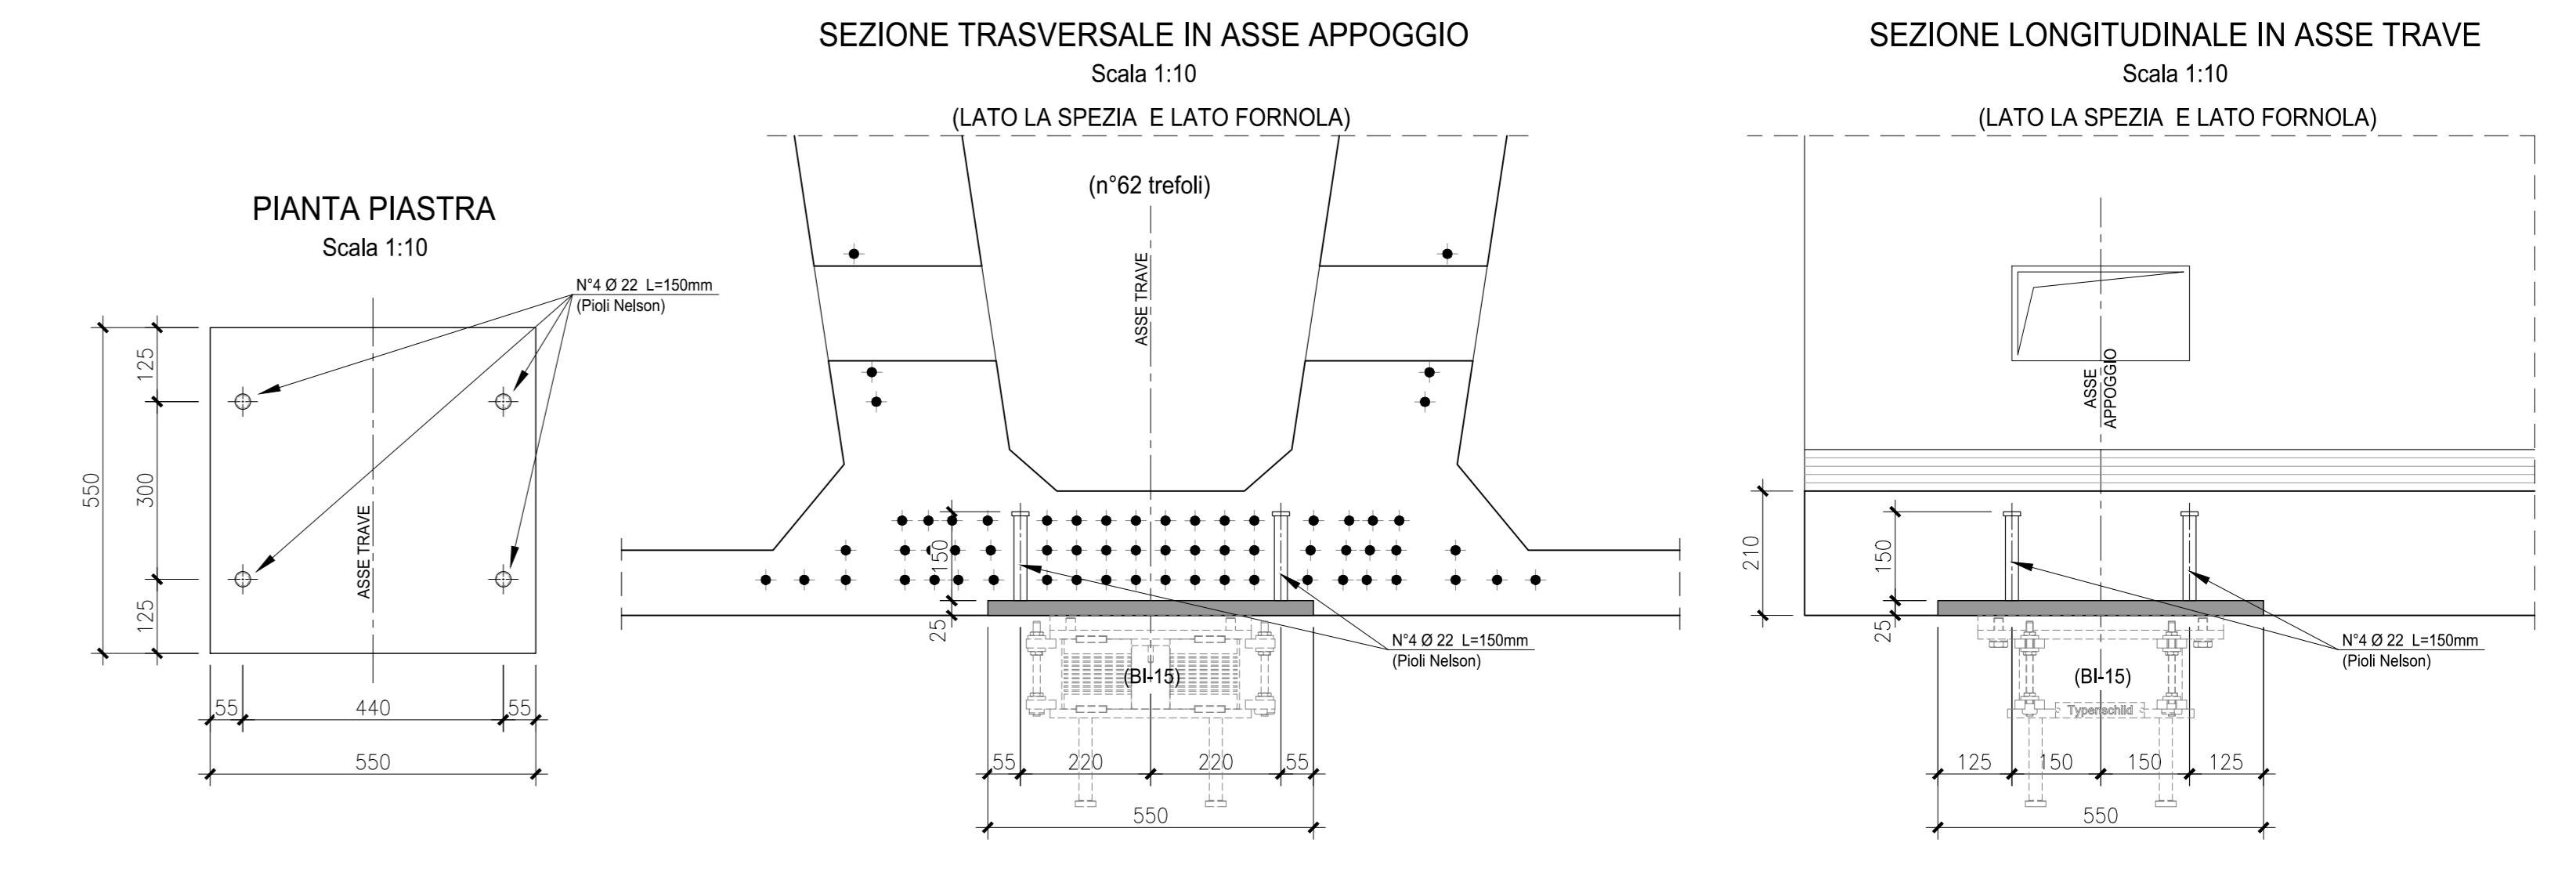 PIANTA PIASTRA
Scala 1:10
N°4 Ø 22 L=150mm
(Pioli Nelson)
125
300
125
550
ASSE TRAVE
55
440
55
550
SEZIONE TRASVERSALE IN ASSE APPOGGIO
Scala 1:10
(LATO LA SPEZIA E LATO FORNOLA)
(n°62 trefoli)
ASSE TRAVE
150
25
N°4 Ø 22 L=150mm
(Pioli Nelson)
(BI-15)
55
220
220
55
550
SEZIONE LONGITUDINALE IN ASSE TRAVE
Scala 1:10
(LATO LA SPEZIA E LATO FORNOLA)
ASSE
APPOGGIO
210
150
25
N°4 Ø 22 L=150mm
(Pioli Nelson)
(BI-15)
Typenschild
125
150
150
125
550